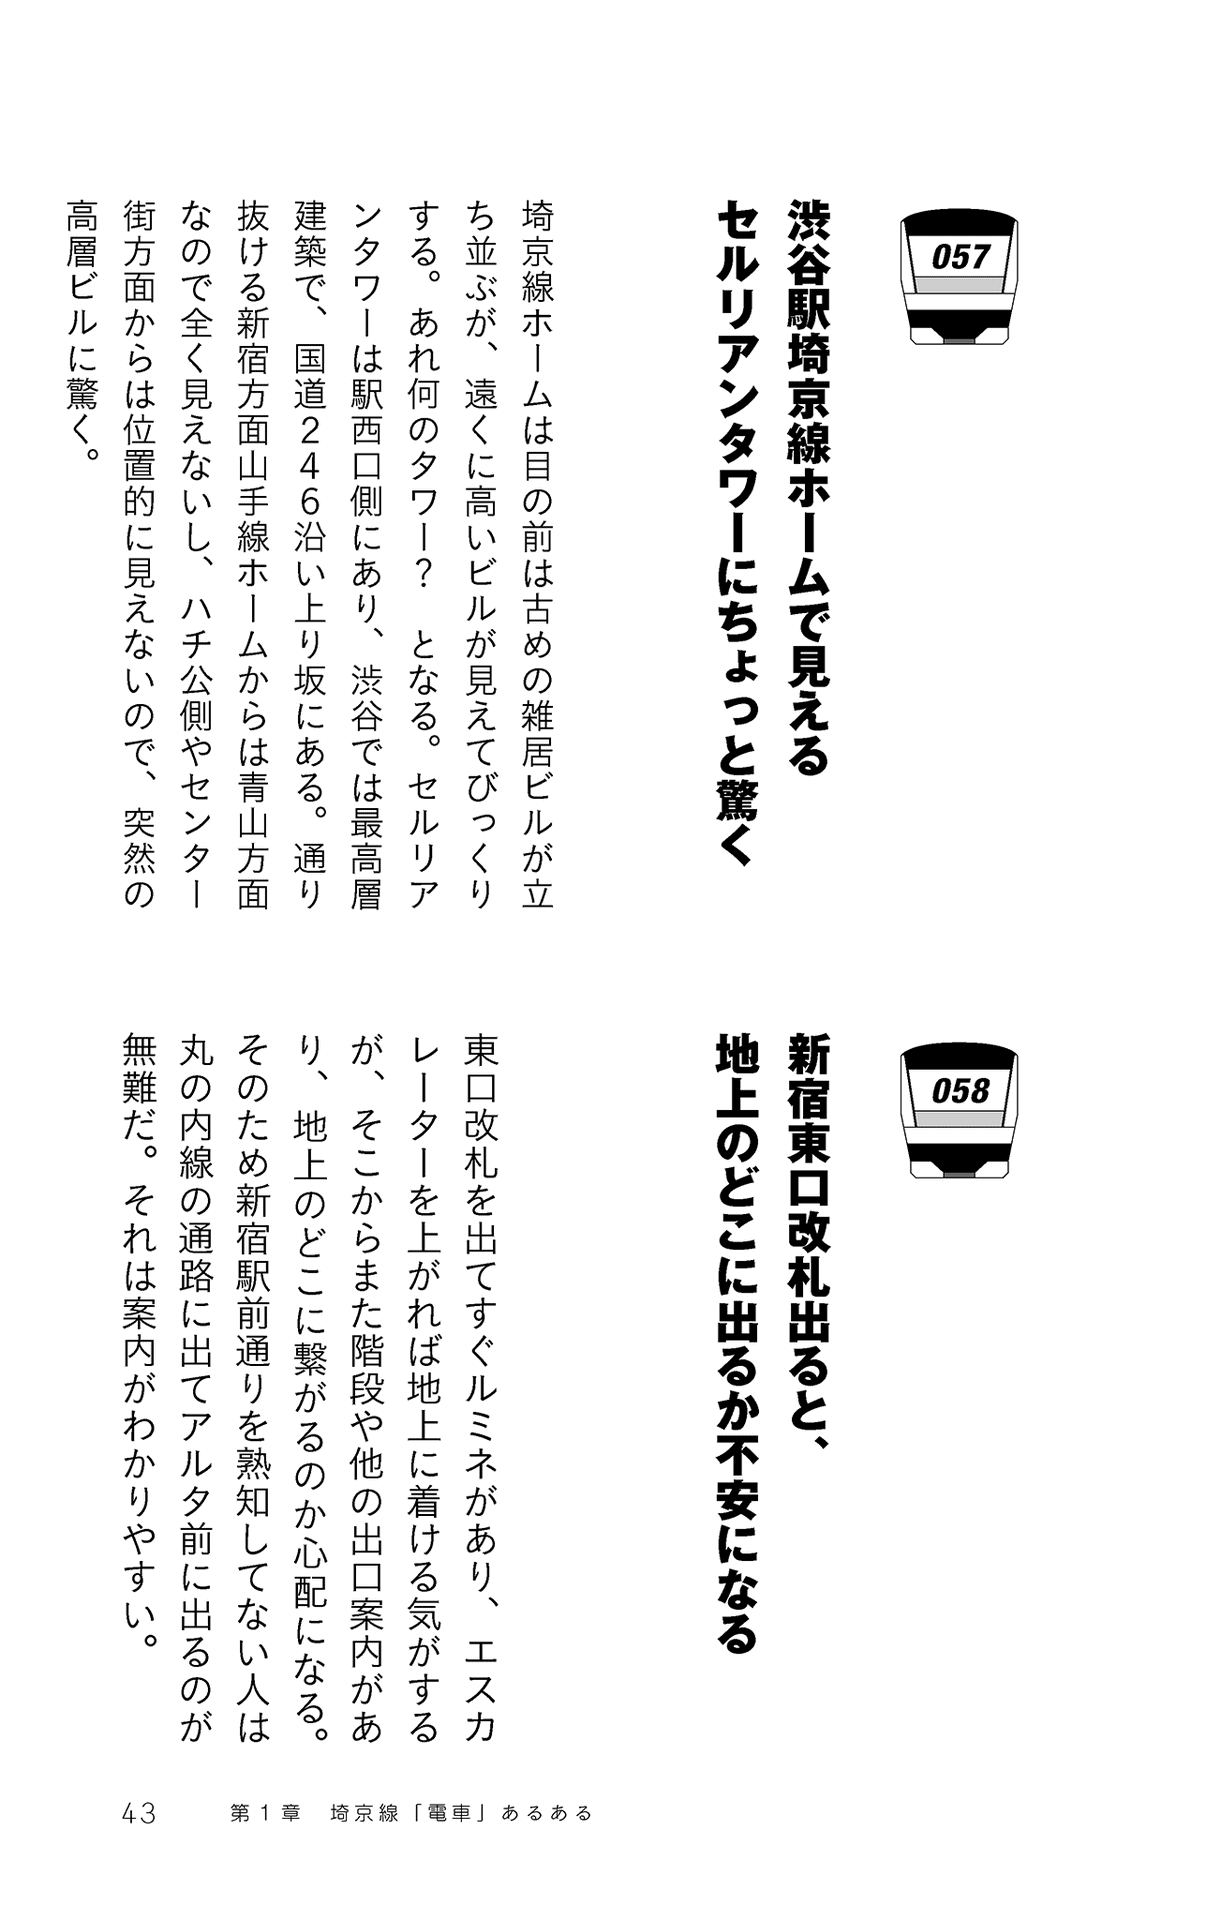 057
渋谷駅埼京線ホームで見える
セルリアンタワーにちょっと驚く
埼京線ホームは目の前は古めの雑居ビルが立
ち並ぶが、遠くに高いビルが見えてびっくり
する。あれ何のタワー？　となる。セルリア
ンタワーは駅西口側にあり、渋谷では最高層
建築で、国道２４６沿い上り坂にある。通り
抜ける新宿方面山手線ホームからは青山方面
なので全く見えないし、ハチ公側やセンター
街方面からは位置的に見えないので、突然の
高層ビルに驚く。
058
新宿東口改札出ると、
地上のどこに出るか不安になる
東口改札を出てすぐルミネがあり、エスカ
レーターを上がれば地上に着ける気がする
が、そこからまた階段や他の出口案内があ
り、地上のどこに繋がるのか心配になる。
そのため新宿駅前通りを熟知してない人は
丸の内線の通路に出てアルタ前に出るのが
無難だ。それは案内がわかりやすい。
43　第１章　埼京線「電車」あるある